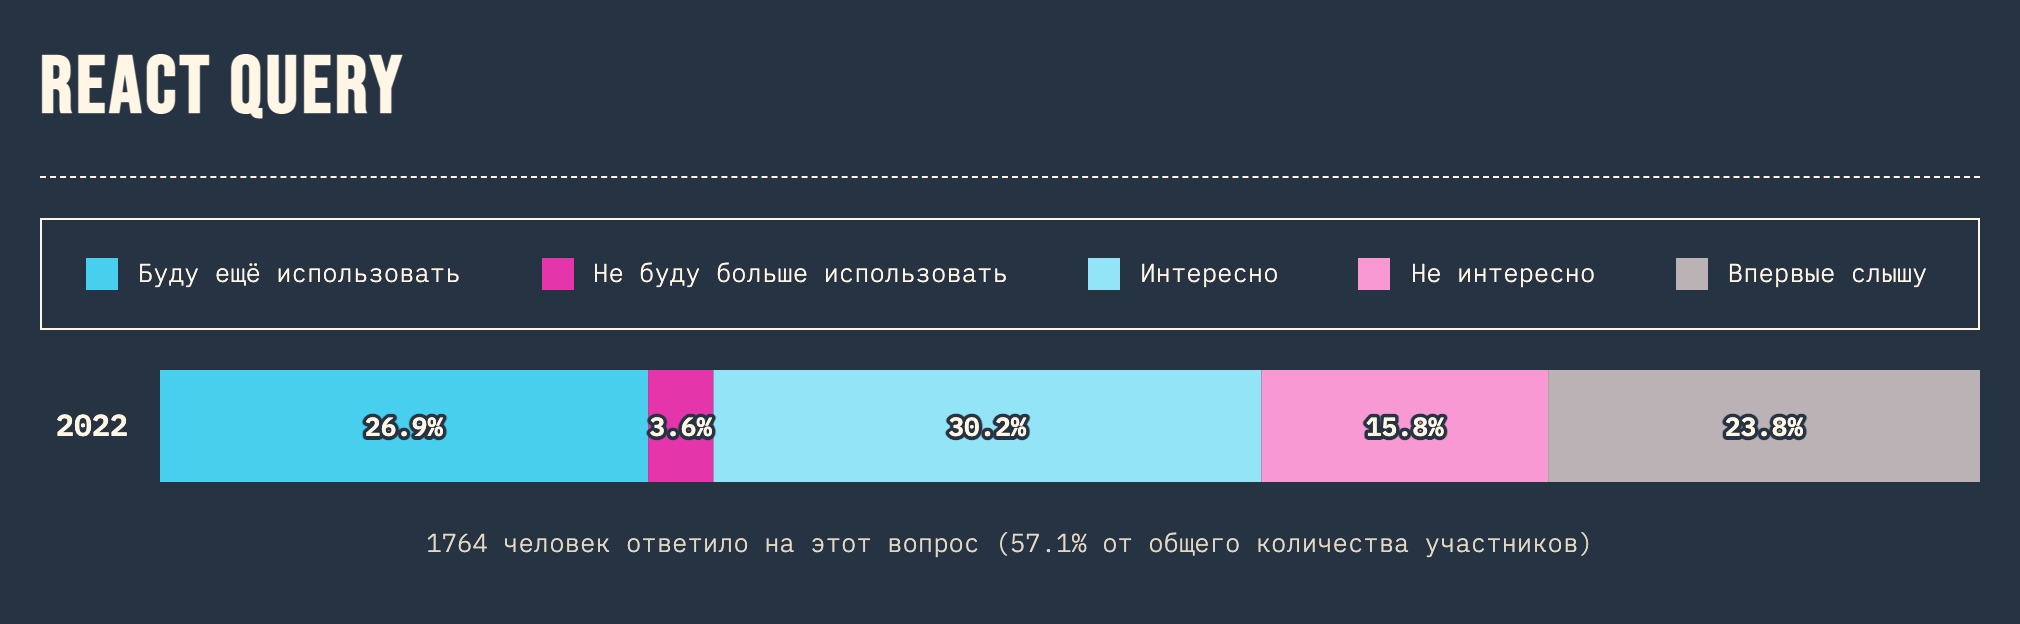 REACT QUERY
Буду ещё использовать Не буду больше использовать Интересно Не интересно Впервые слышу
2022 26.9% 3.6% 30.2% 15.8% 23.8%
1764 человек ответило на этот вопрос (57.1% от общего количества участников)